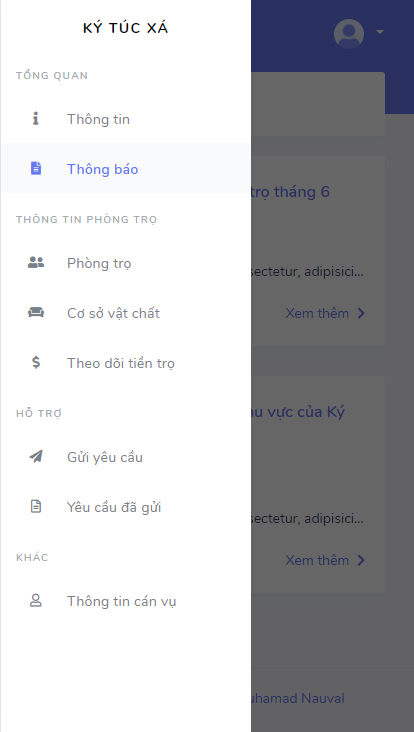 KÝ TÚC XÁ
TỔNG QUAN
Thông tin
Thông báo
THÔNG TIN PHÒNG TRỌ
Phòng trọ
Cơ sở vật chất
Theo dõi tiền trọ
HỖ TRỢ
Gửi yêu cầu
Yêu cầu đã gửi
KHÁC
Thông tin cán vụ
trọ tháng 6
sectetur, adipisici...
Xem thêm
vực của Ký
sectetur, adipisici...
Xem thêm
uhamad Nauval